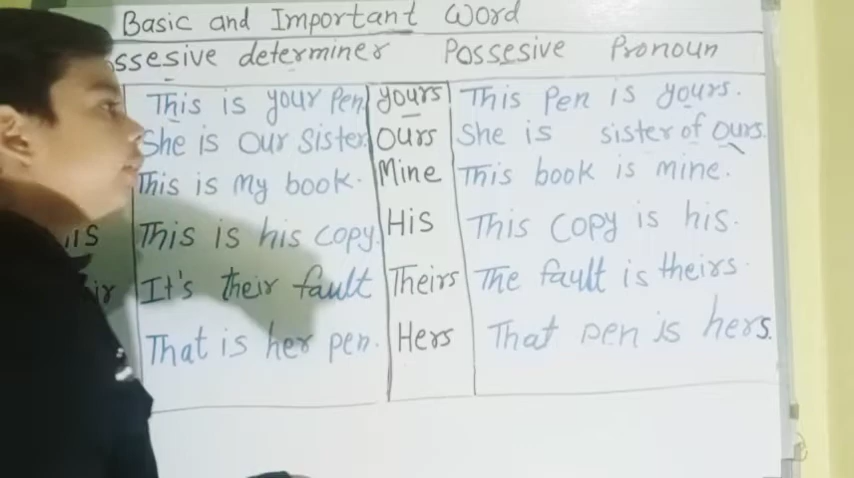 Basic and Important Word
ssesive determiner Possesive Pronoun
This is your Pen yours This Pen is yours.
She is Our Sister. Ours She is sister of ours.
This is My book. Mine This book is mine.
his This is his copy. His This Copy is his.
ir It's their fault Theirs The fault is theirs.
That is her pen. Hers That pen is hers.